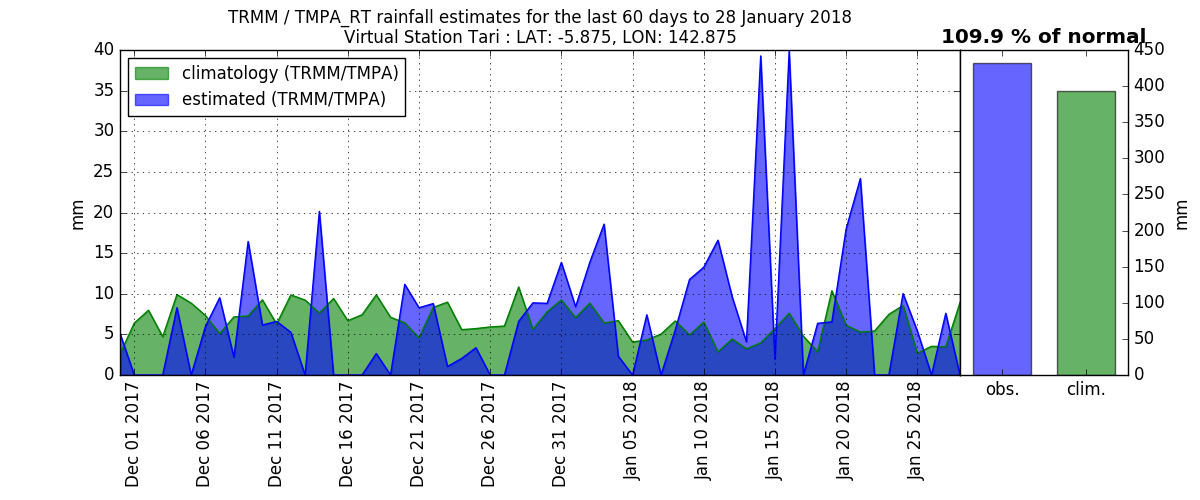 TRMM / TMPA_RT rainfall estimates for the last 60 days to 28 January 2018
Virtual Station Tari : LAT: -5.875, LON: 142.875
109.9 % of normal
climatology (TRMM/TMPA)
estimated (TRMM/TMPA)
mm
40
35
30
25
20
15
10
5
0
Dec 01 2017
Dec 06 2017
Dec 11 2017
Dec 16 2017
Dec 21 2017
Dec 26 2017
Dec 31 2017
Jan 05 2018
Jan 10 2018
Jan 15 2018
Jan 20 2018
Jan 25 2018
obs.
clim.
450
400
350
300
250
200
150
100
50
0
mm